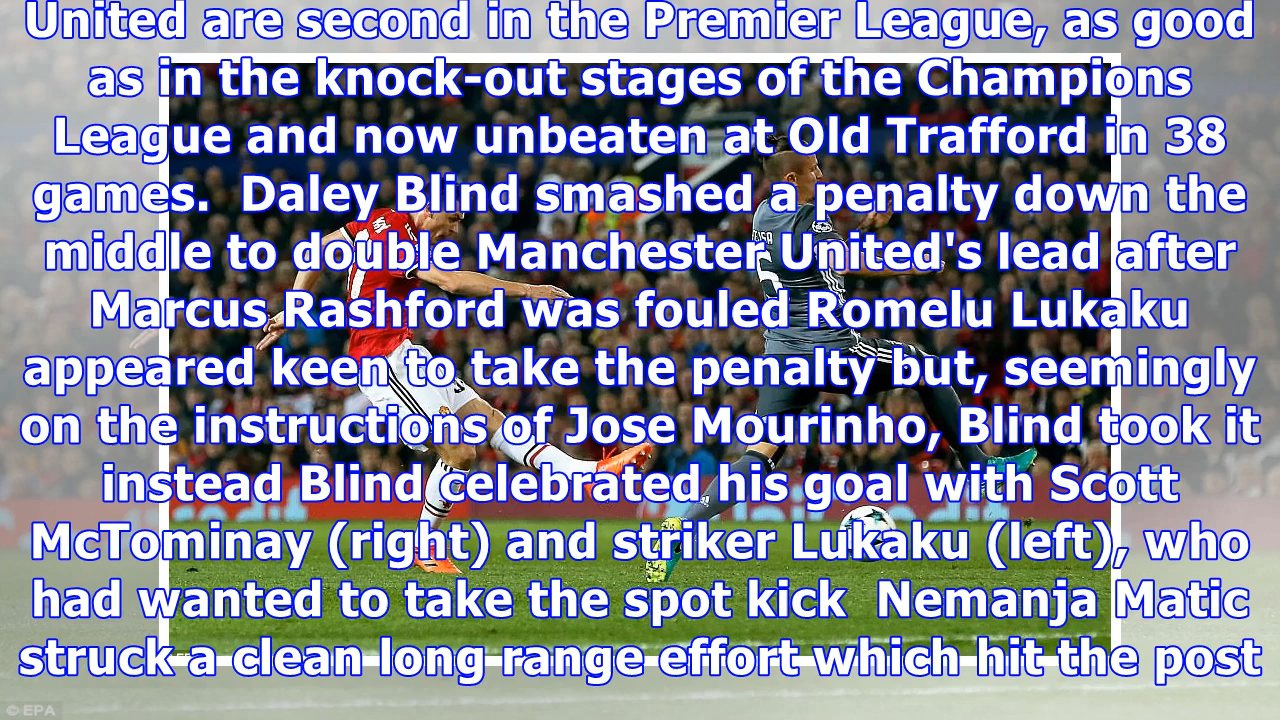 United are second in the Premier League, as good
as in the knock-out stages of the Champions
League and now unbeaten at Old Trafford in 38
games.  Daley Blind smashed a penalty down the
middle to double Manchester United's lead after
Marcus Rashford was fouled Romelu Lukaku
appeared keen to take the penalty but, seemingly
on the instructions of Jose Mourinho, Blind took it
instead Blind celebrated his goal with Scott
McTominay (right) and striker Lukaku (left), who
had wanted to take the spot kick  Nemanja Matic
struck a clean long range effort which hit the post
© EPA